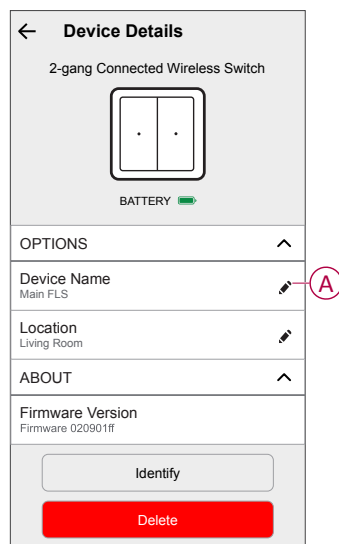 Device Details
2-gang Connected Wireless Switch
BATTERY
OPTIONS
Device Name
Main FLS
A
Location
Living Room
ABOUT
Firmware Version
Firmware 020901ff
Identify
Delete